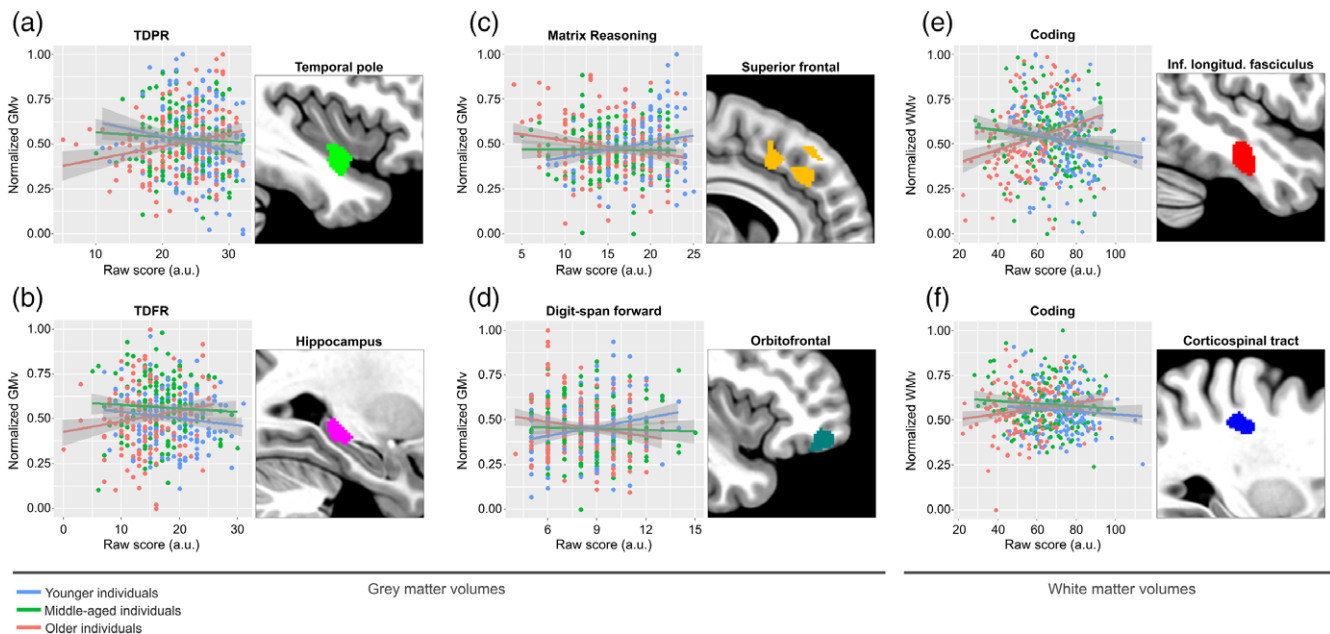 (a)
TDPR
Temporal pole
Normalized GMv
1.00
0.75
0.50
0.25
0.00
10
20
30
Raw score (a.u.)
(c)
Matrix Reasoning
Superior frontal
Normalized GMv
1.00
0.75
0.50
0.25
0.00
5
10
15
20
25
Raw score (a.u.)
(e)
Coding
Inf. longitud. fasciculus
Normalized WMv
1.00
0.75
0.50
0.25
0.00
20
40
60
80
100
Raw score (a.u.)
(b)
TDFR
Hippocampus
Normalized GMv
1.00
0.75
0.50
0.25
0.00
0
10
20
30
Raw score (a.u.)
(d)
Digit-span forward
Orbitofrontal
Normalized GMv
1.00
0.75
0.50
0.25
0.00
6
9
12
15
Raw score (a.u.)
(f)
Coding
Corticospinal tract
Normalized WMv
1.00
0.75
0.50
0.25
0.00
20
40
60
80
100
Raw score (a.u.)
Grey matter volumes
White matter volumes
Younger individuals
Middle-aged individuals
Older individuals